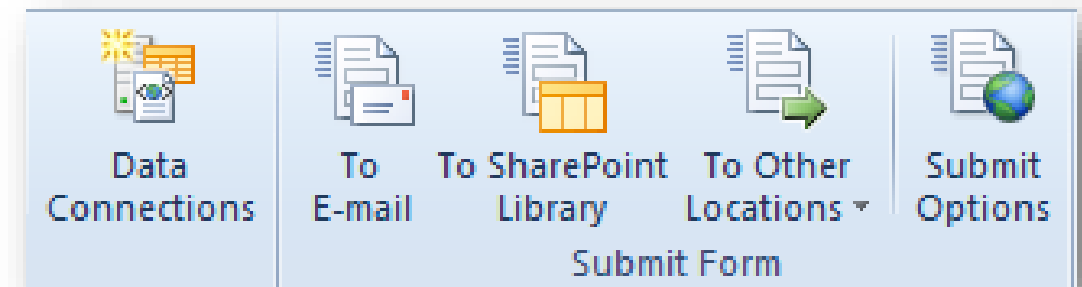 Data
Connections
To
E-mail
To SharePoint
Library
To Other
Locations
Submit
Options
Submit Form